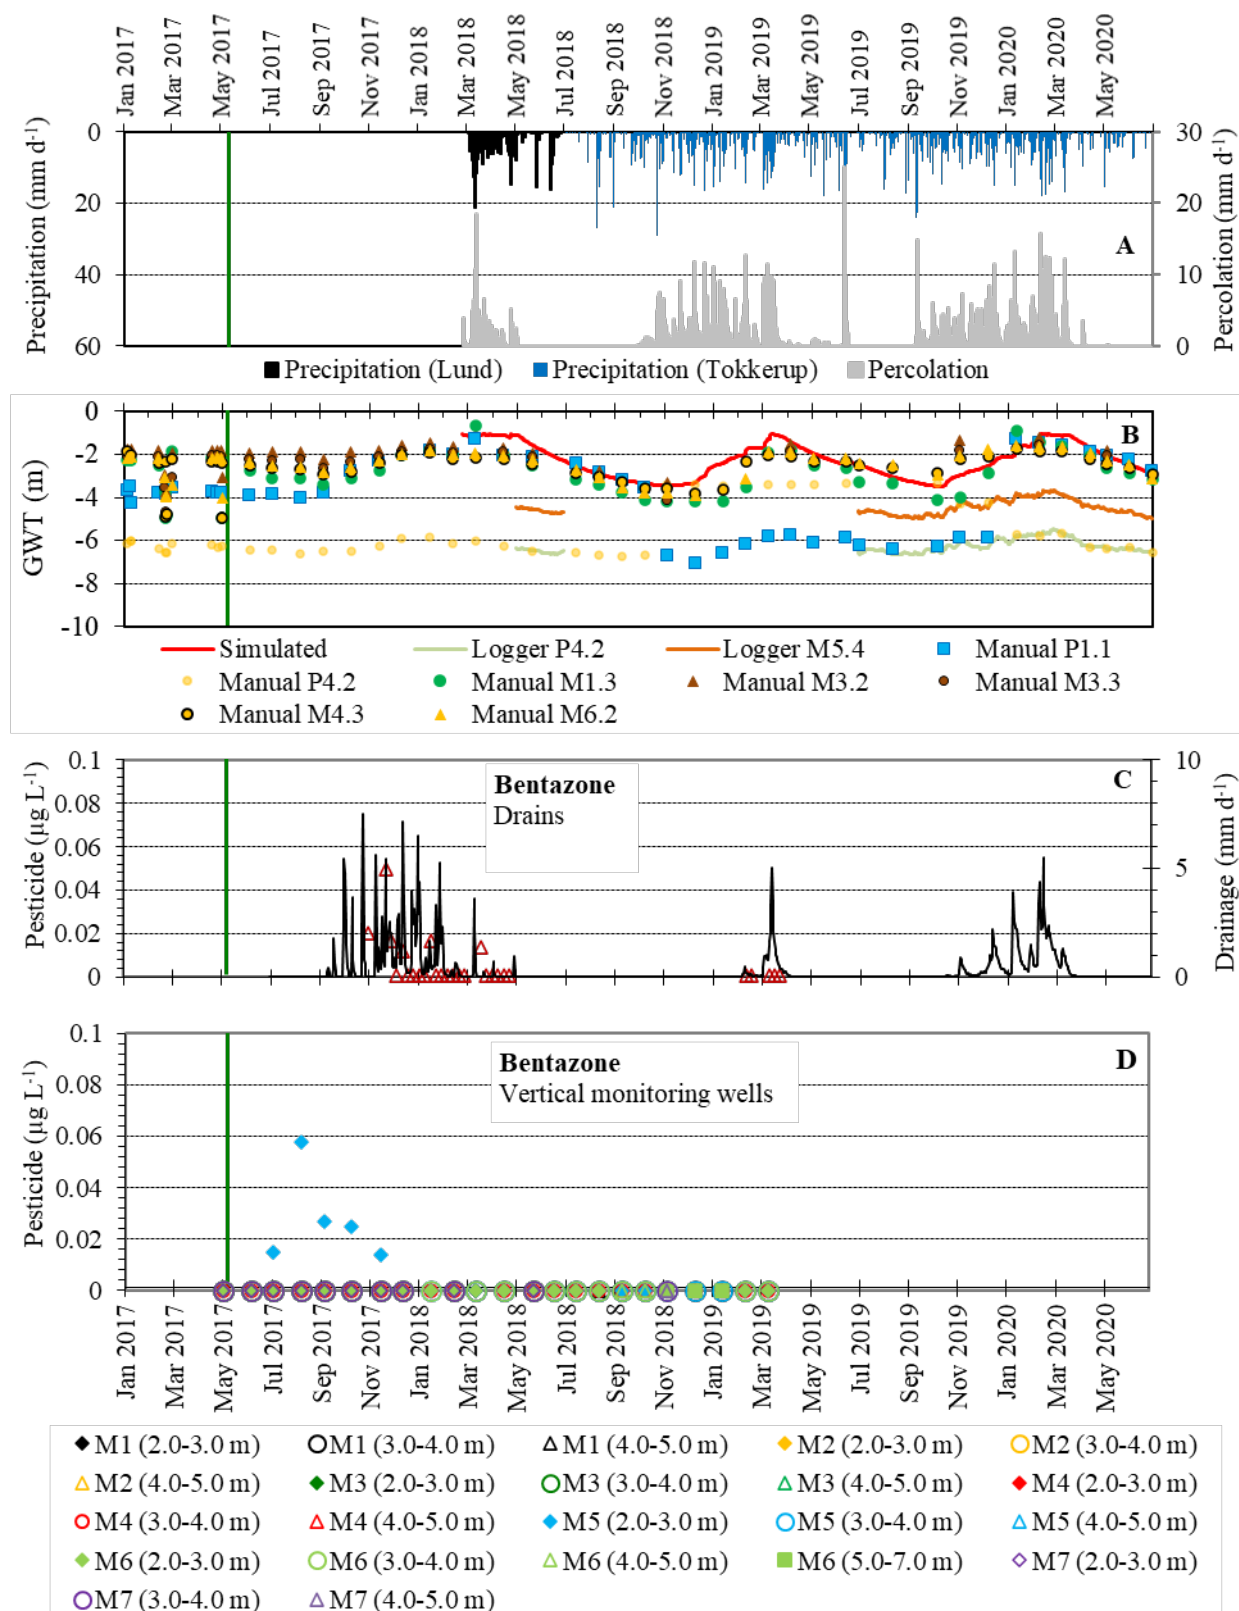 Jan 2017
Mar 2017
May 2017
Jul 2017
Sep 2017
Nov 2017
Jan 2018
Mar 2018
May 2018
Jul 2018
Sep 2018
Nov 2018
Jan 2019
Mar 2019
May 2019
Jul 2019
Sep 2019
Nov 2019
Jan 2020
Mar 2020
May 2020
Precipitation (mm d-1)
0
20
40
60
A
30
20
10
0
Percolation (mm d-1)
Precipitation (Lund) Precipitation (Tokkerup) Percolation
GWT (m)
0
-2
-4
-6
-8
-10
B
Simulated Logger P4.2 Logger M5.4 Manual P1.1
Manual P4.2 Manual M1.3 Manual M3.2 Manual M3.3
Manual M4.3 Manual M6.2
Pesticide (µg L-1)
0.1
0.08
0.06
0.04
0.02
0
Bentazone
Drains
C
10
5
0
Drainage (mm d-1)
Pesticide (µg L-1)
0.1
0.08
0.06
0.04
0.02
0
Bentazone
Vertical monitoring wells
D
Jan 2017
Mar 2017
May 2017
Jul 2017
Sep 2017
Nov 2017
Jan 2018
Mar 2018
May 2018
Jul 2018
Sep 2018
Nov 2018
Jan 2019
Mar 2019
May 2019
Jul 2019
Sep 2019
Nov 2019
Jan 2020
Mar 2020
May 2020
M1 (2.0-3.0 m) M1 (3.0-4.0 m) M1 (4.0-5.0 m) M2 (2.0-3.0 m) M2 (3.0-4.0 m)
M2 (4.0-5.0 m) M3 (2.0-3.0 m) M3 (3.0-4.0 m) M3 (4.0-5.0 m) M4 (2.0-3.0 m)
M4 (3.0-4.0 m) M4 (4.0-5.0 m) M5 (2.0-3.0 m) M5 (3.0-4.0 m) M5 (4.0-5.0 m)
M6 (2.0-3.0 m) M6 (3.0-4.0 m) M6 (4.0-5.0 m) M6 (5.0-7.0 m) M7 (2.0-3.0 m)
M7 (3.0-4.0 m) M7 (4.0-5.0 m)